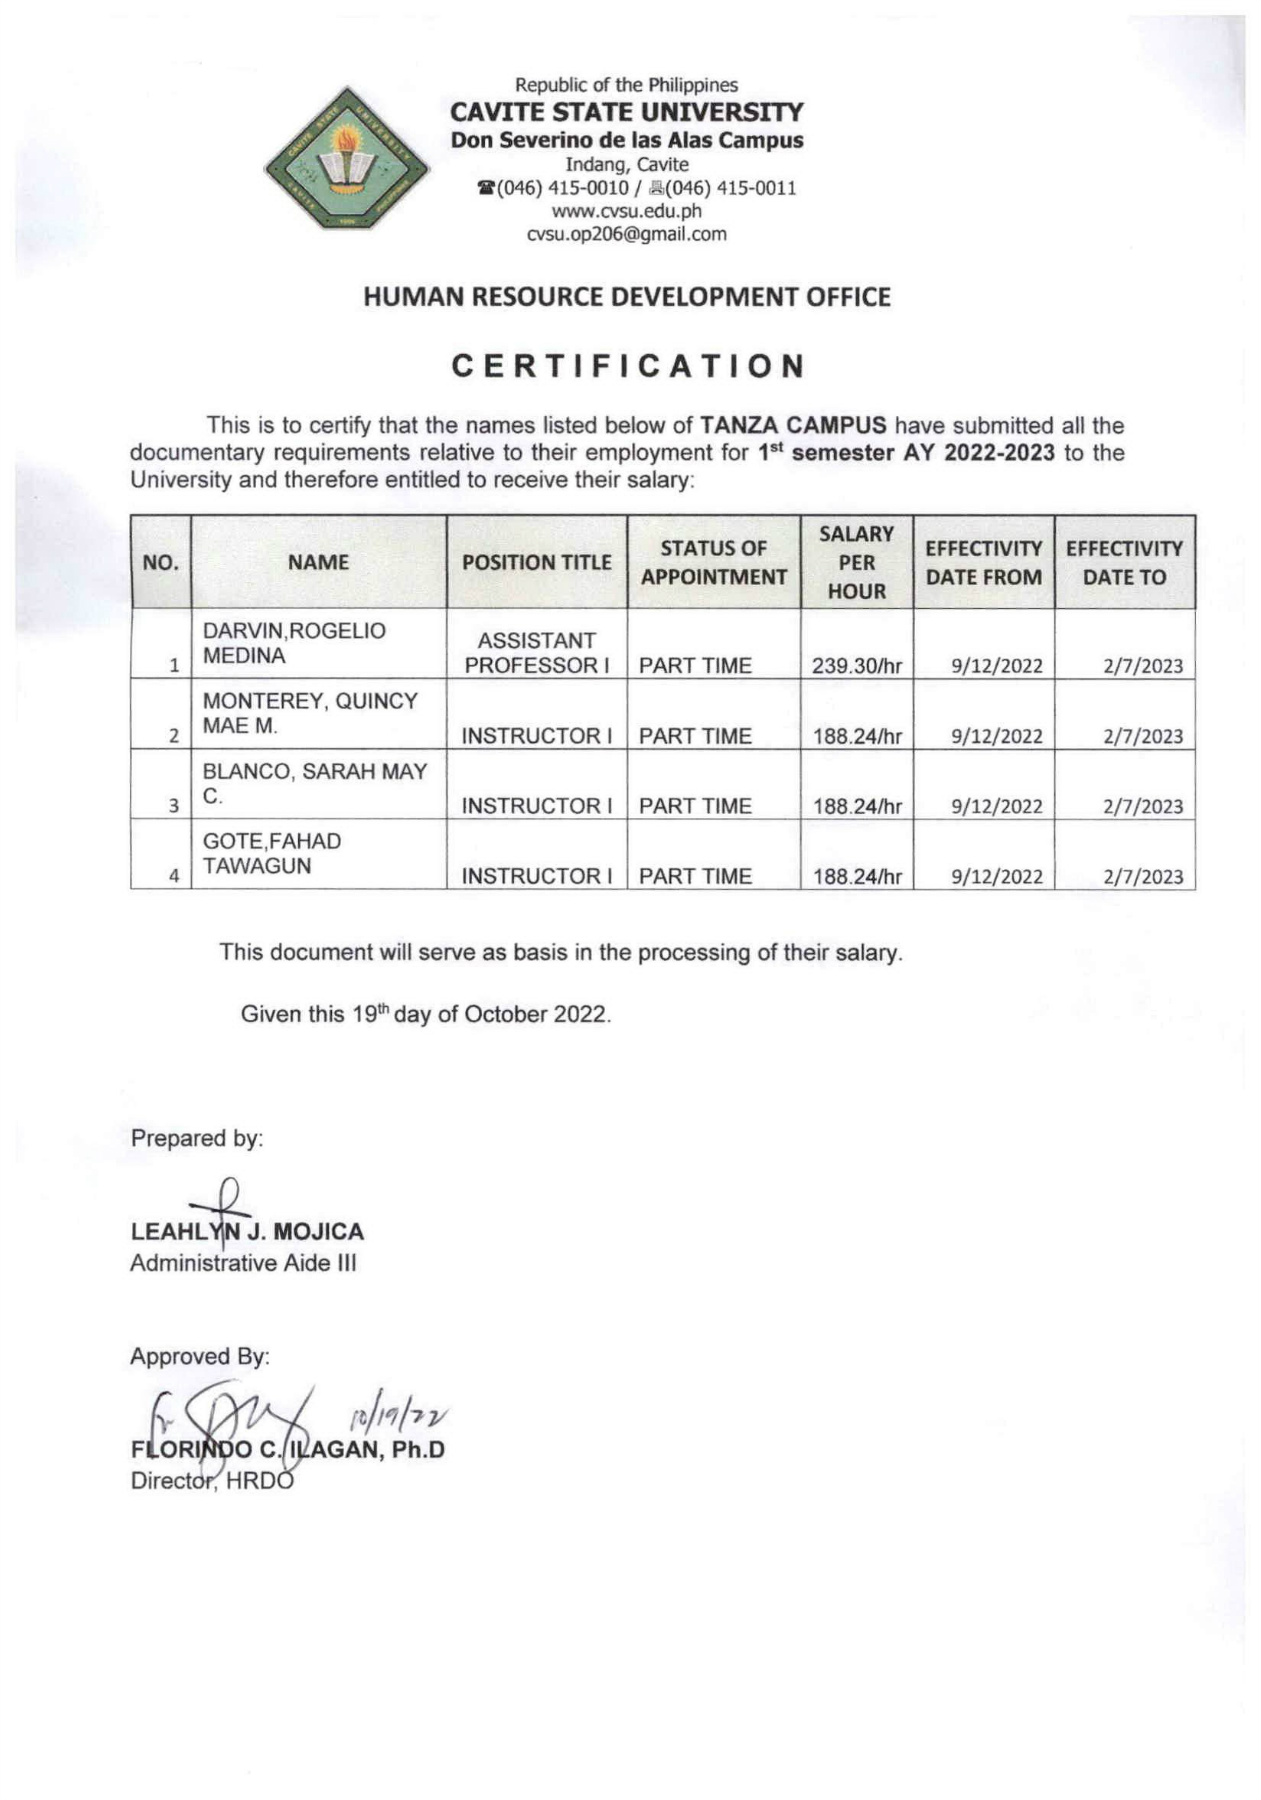 Republic of the Philippines
CAVITE STATE UNIVERSITY
Don Severino de las Alas Campus
Indang, Cavite
☎(046) 415-0010 / (046) 415-0011
www.cvsu.edu.ph
cvsu.op206@gmail.com
CAVITE STATE UNIVERSITY
CAVITE PHILIPPINES
1906
HUMAN RESOURCE DEVELOPMENT OFFICE
CERTIFICATION
This is to certify that the names listed below of TANZA CAMPUS have submitted all the
documentary requirements relative to their employment for 1st semester AY 2022-2023 to the
University and therefore entitled to receive their salary:
NO. NAME POSITION TITLE STATUS OF APPOINTMENT SALARY PER HOUR EFFECTIVITY DATE FROM EFFECTIVITY DATE TO
1 DARVIN,ROGELIO MEDINA ASSISTANT PROFESSOR I PART TIME 239.30/hr 9/12/2022 2/7/2023
2 MONTEREY, QUINCY MAE M. INSTRUCTOR I PART TIME 188.24/hr 9/12/2022 2/7/2023
3 BLANCO, SARAH MAY C. INSTRUCTOR I PART TIME 188.24/hr 9/12/2022 2/7/2023
4 GOTE,FAHAD TAWAGUN INSTRUCTOR I PART TIME 188.24/hr 9/12/2022 2/7/2023
This document will serve as basis in the processing of their salary.
Given this 19th day of October 2022.
Prepared by:
LEAHLYN J. MOJICA
Administrative Aide III
Approved By:
10/19/22
FLORINDO C. ILAGAN, Ph.D
Director, HRDO